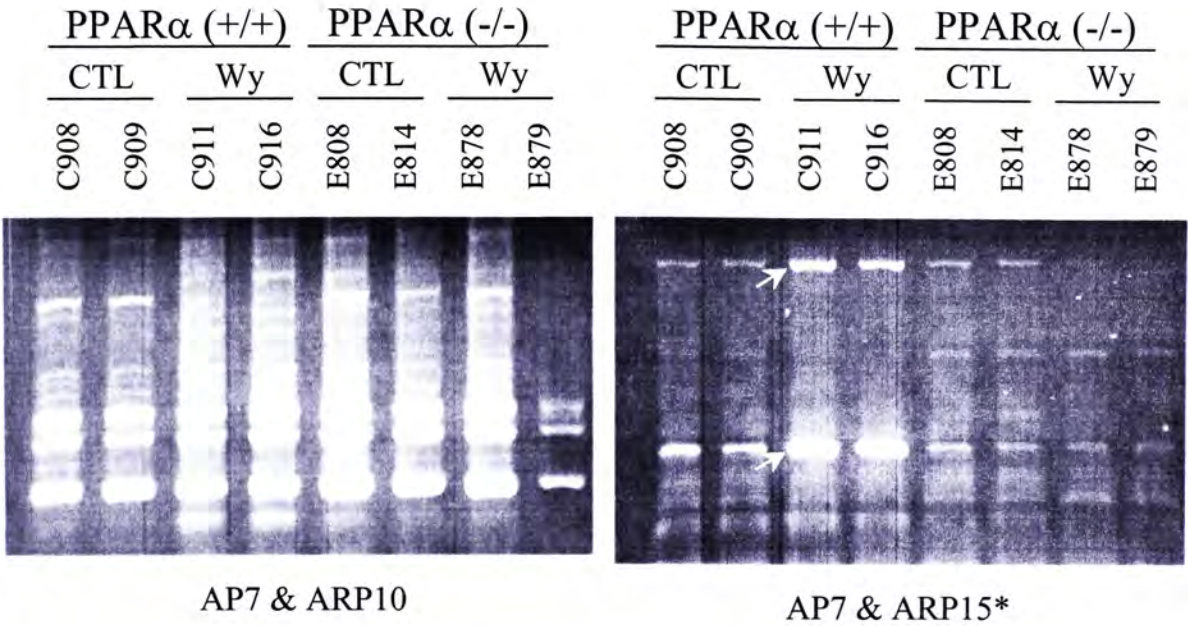 PPARα (+/+) PPARα (-/-)
CTL Wy CTL Wy
C908 C909 C911 C916 E808 E814 E878 E879
AP7 & ARP10
PPARα (+/+) PPARα (-/-)
CTL Wy CTL Wy
C908 C909 C911 C916 E808 E814 E878 E879
AP7 & ARP15*